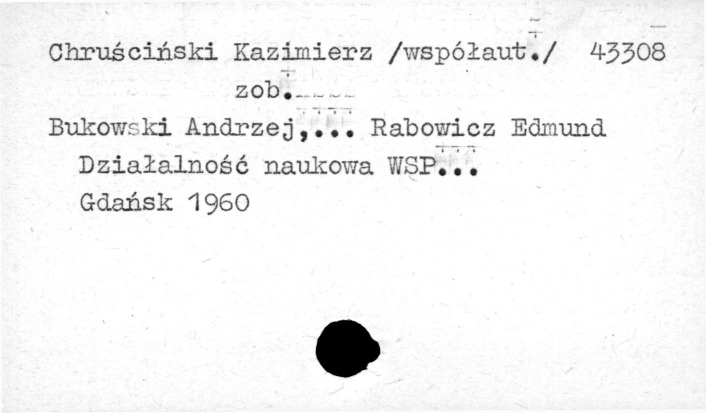 Chruściński Kazimierz /współaut./ 43308
zob.
Bukowski Andrzej,... Rabowicz Edmund
Działalność naukowa WSP...
Gdańsk 1960